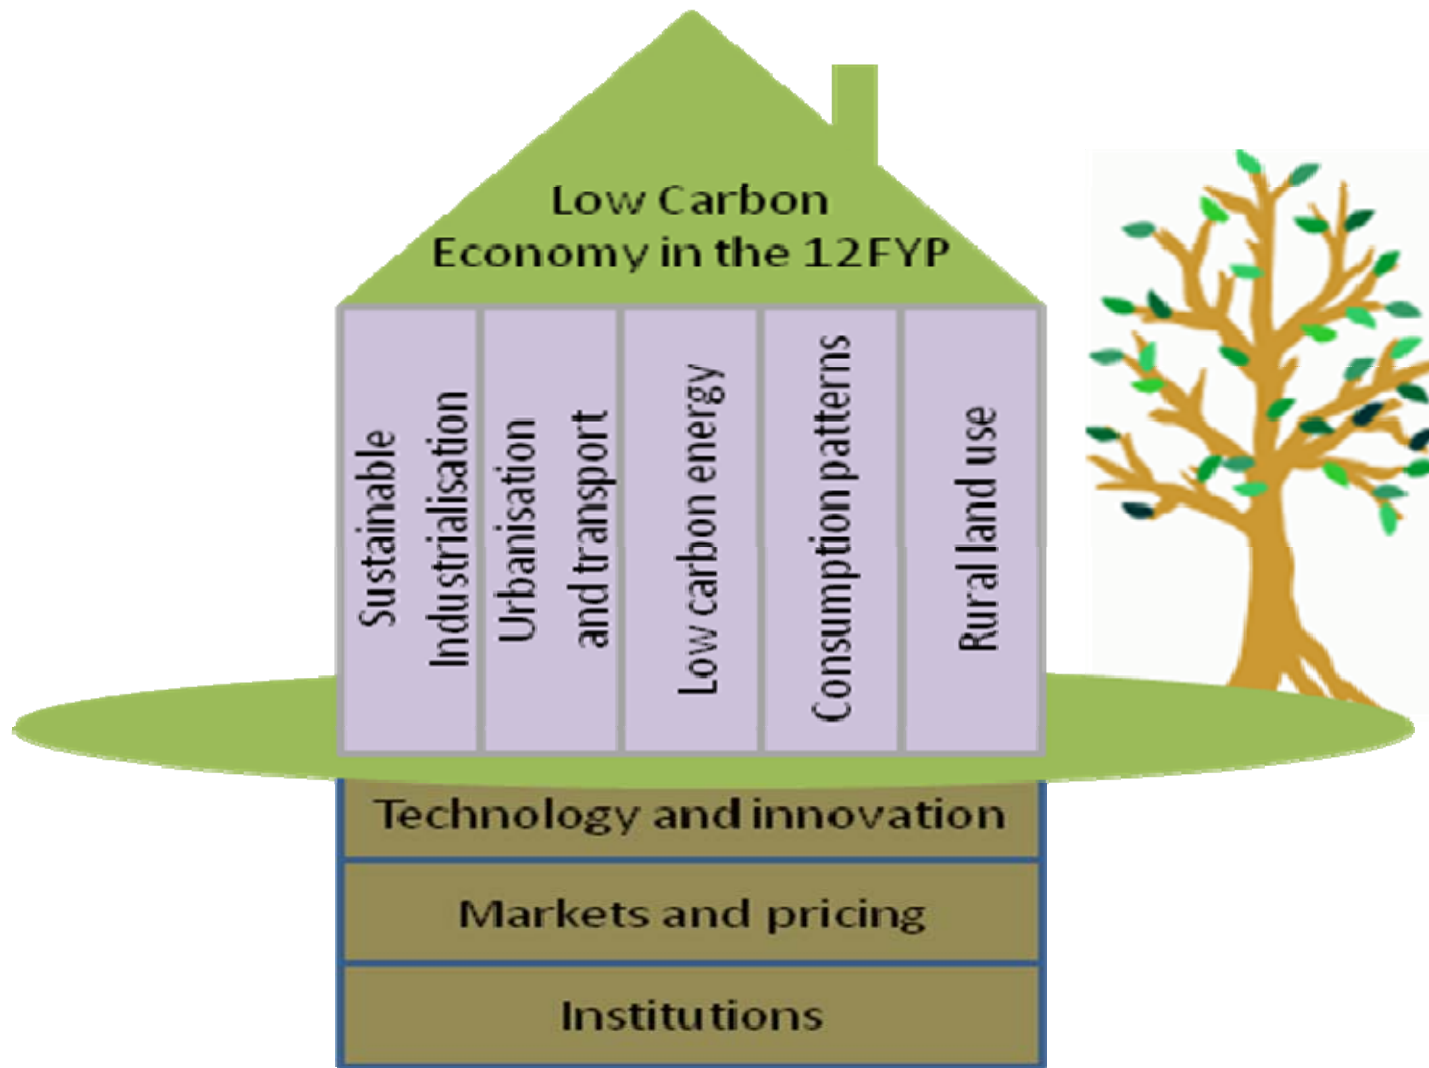 Low Carbon
Economy in the 12FYP
Sustainable
Industrialisation
Urbanisation
and transport
Low carbon energy
Consumption patterns
Rural land use
Technology and innovation
Markets and pricing
Institutions